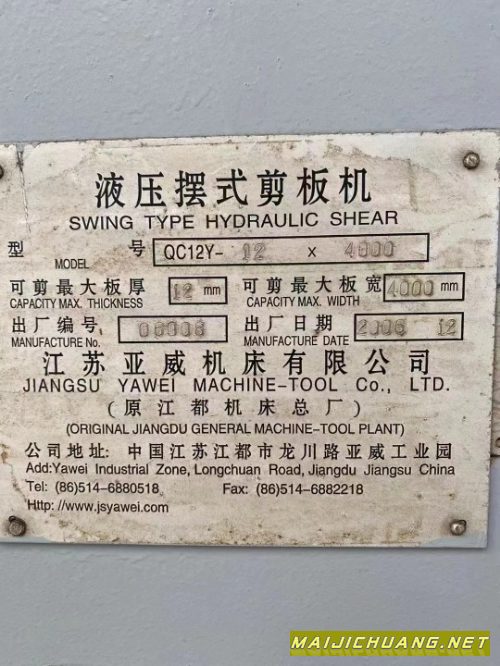 液压摆式剪板机
SWING TYPE HYDRAULIC SHEAR
型 号 QC12Y- 12 x 4000
MODEL
可剪最大板厚 12 mm 可剪最大板宽 4000 mm
CAPACITY MAX. THICKNESS CAPACITY MAX. WIDTH
出厂编号 出厂日期 2006 12
MANUFACTURE No. MANUFACTURE DATE
江苏亚威机床有限公司
JIANGSU YAWEI MACHINE-TOOL Co., LTD.
(原江都机床总厂)
(ORIGINAL JIANGDU GENERAL MACHINE-TOOL PLANT)
公司地址: 中国江苏江都市龙川路亚威工业园
Add:Yawei Industrial Zone, Longchuan Road, Jiangdu Jiangsu China
Tel: (86)514-6880518 Fax: (86)514-6882218
Http://www.jsyawei.com
MAIJICHUANG.NET